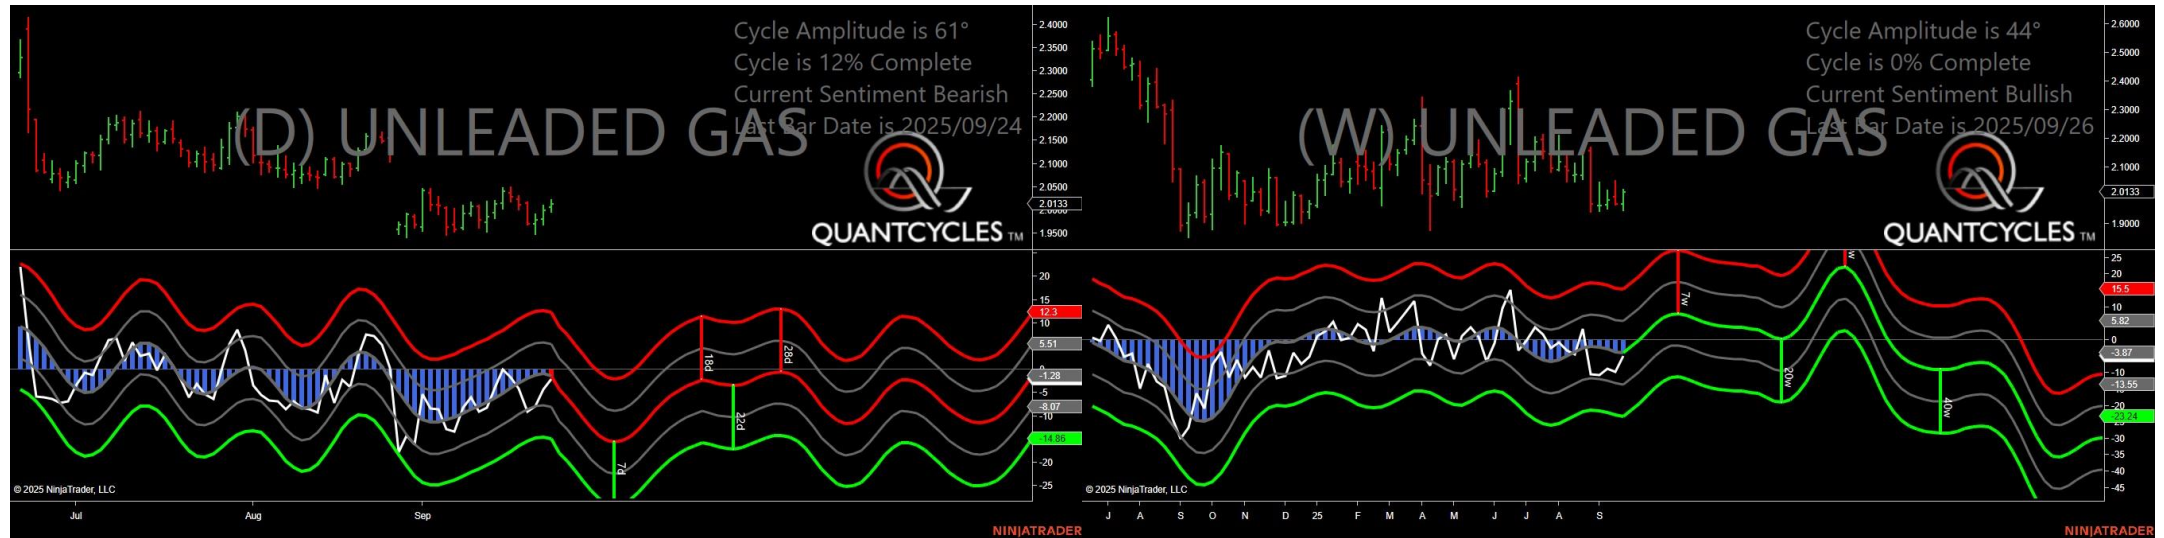 Cycle Amplitude is 61°
Cycle is 12% Complete
Current Sentiment Bearish
Last Bar Date is 2025/09/24
(D) UNLEADED GAS
QUANTCYCLES TM
2.4000
2.3500
2.3000
2.2500
2.2000
2.1500
2.1000
2.0500
2.0133
2.0000
1.9500
20
15
12.3
10
5.51
0
-1.28
-5
-8.07
-10
-14.86
-20
-25
7d
18d
22d
28d
© 2025 NinjaTrader, LLC
Jul
Aug
Sep
NINJATRADER
Cycle Amplitude is 44°
Cycle is 0% Complete
Current Sentiment Bullish
Last Bar Date is 2025/09/26
(W) UNLEADED GAS
QUANTCYCLES TM
2.6000
2.5000
2.4000
2.3000
2.2000
2.1000
2.0133
1.9000
25
20
15.5
10
5.82
0
-3.87
-10
-13.55
-20
-23.24
-30
-35
-40
-45
7w
20w
w
40w
© 2025 NinjaTrader, LLC
J A S O N D 25 F M A M J J A S
NINJATRADER